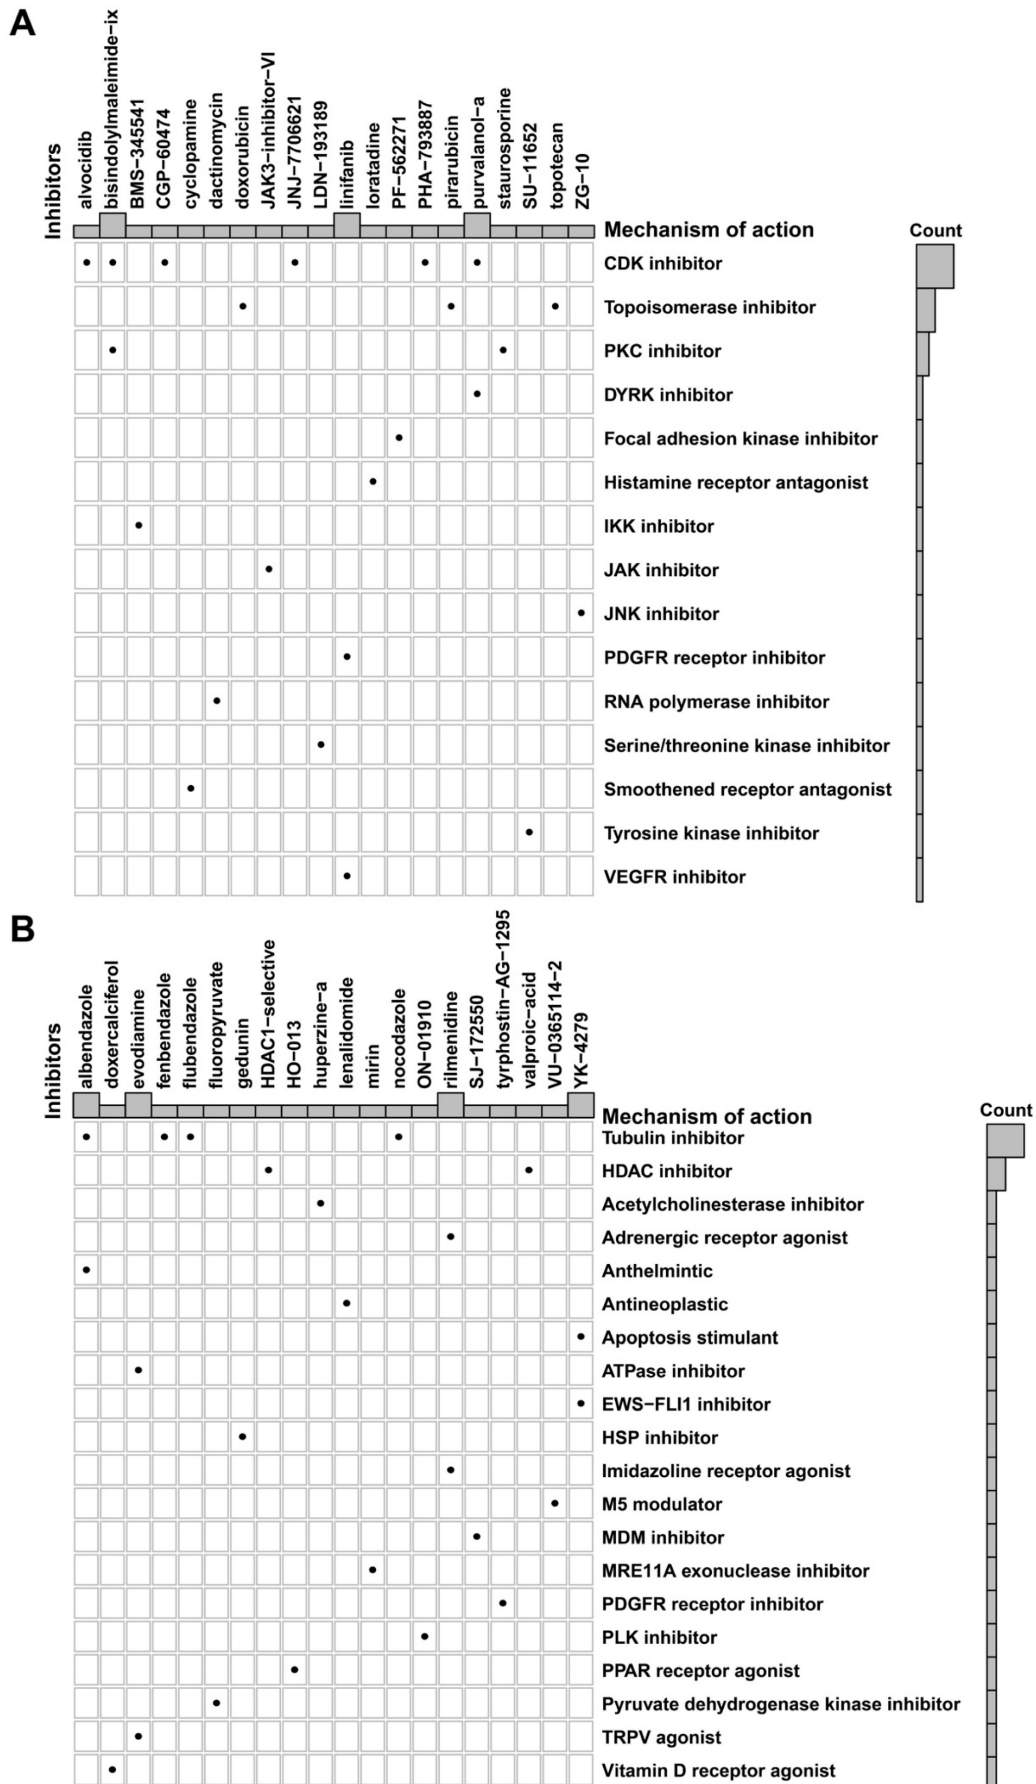 A
Inhibitors
alvocidib
bisindolylmaleimide−ix
BMS−345541
CGP−60474
cyclopamine
dactinomycin
doxorubicin
JAK3−inhibitor−VI
JNJ−7706621
LDN−193189
linifanib
loratadine
PF−562271
PHA−793887
pirarubicin
purvalanol−a
staurosporine
SU−11652
topotecan
ZG−10
Mechanism of action
Count
CDK inhibitor
Topoisomerase inhibitor
PKC inhibitor
DYRK inhibitor
Focal adhesion kinase inhibitor
Histamine receptor antagonist
IKK inhibitor
JAK inhibitor
JNK inhibitor
PDGFR receptor inhibitor
RNA polymerase inhibitor
Serine/threonine kinase inhibitor
Smoothened receptor antagonist
Tyrosine kinase inhibitor
VEGFR inhibitor
B
Inhibitors
albendazole
doxercalciferol
evodiamine
fenbendazole
flubendazole
fluoropyruvate
gedunin
HDAC1−selective
HO−013
huperzine−a
lenalidomide
mirin
nocodazole
ON−01910
rilmenidine
SJ−172550
tyrphostin−AG−1295
valproic−acid
VU−0365114−2
YK−4279
Mechanism of action
Count
Tubulin inhibitor
HDAC inhibitor
Acetylcholinesterase inhibitor
Adrenergic receptor agonist
Anthelmintic
Antineoplastic
Apoptosis stimulant
ATPase inhibitor
EWS−FLI1 inhibitor
HSP inhibitor
Imidazoline receptor agonist
M5 modulator
MDM inhibitor
MRE11A exonuclease inhibitor
PDGFR receptor inhibitor
PLK inhibitor
PPAR receptor agonist
Pyruvate dehydrogenase kinase inhibitor
TRPV agonist
Vitamin D receptor agonist